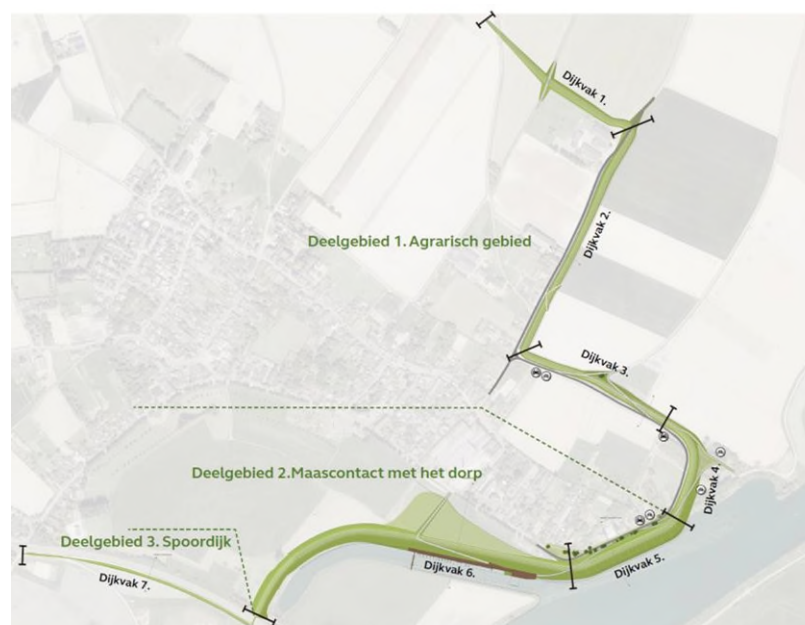 Dijkvak 1.
Dijkvak 2.
Deelgebied 1. Agrarisch gebied
Dijkvak 3.
Deelgebied 2.Maascontact met het dorp
Dijkvak 4.
Deelgebied 3. Spoordijk
Dijkvak 5.
Dijkvak 6.
Dijkvak 7.